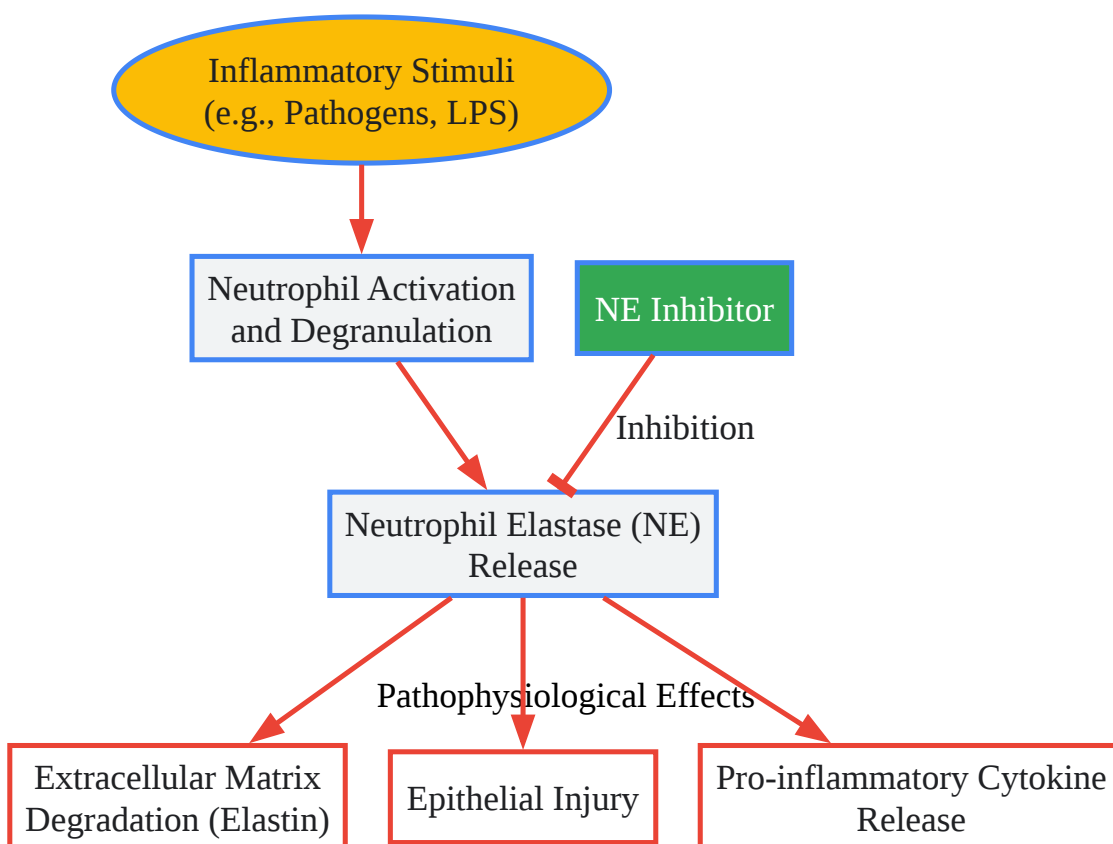 Inflammatory Stimuli
(e.g., Pathogens, LPS)
Neutrophil Activation
and Degranulation
NE Inhibitor
Inhibition
Neutrophil Elastase (NE)
Release
Pathophysiological Effects
Extracellular Matrix
Degradation (Elastin)
Epithelial Injury
Pro-inflammatory Cytokine
Release